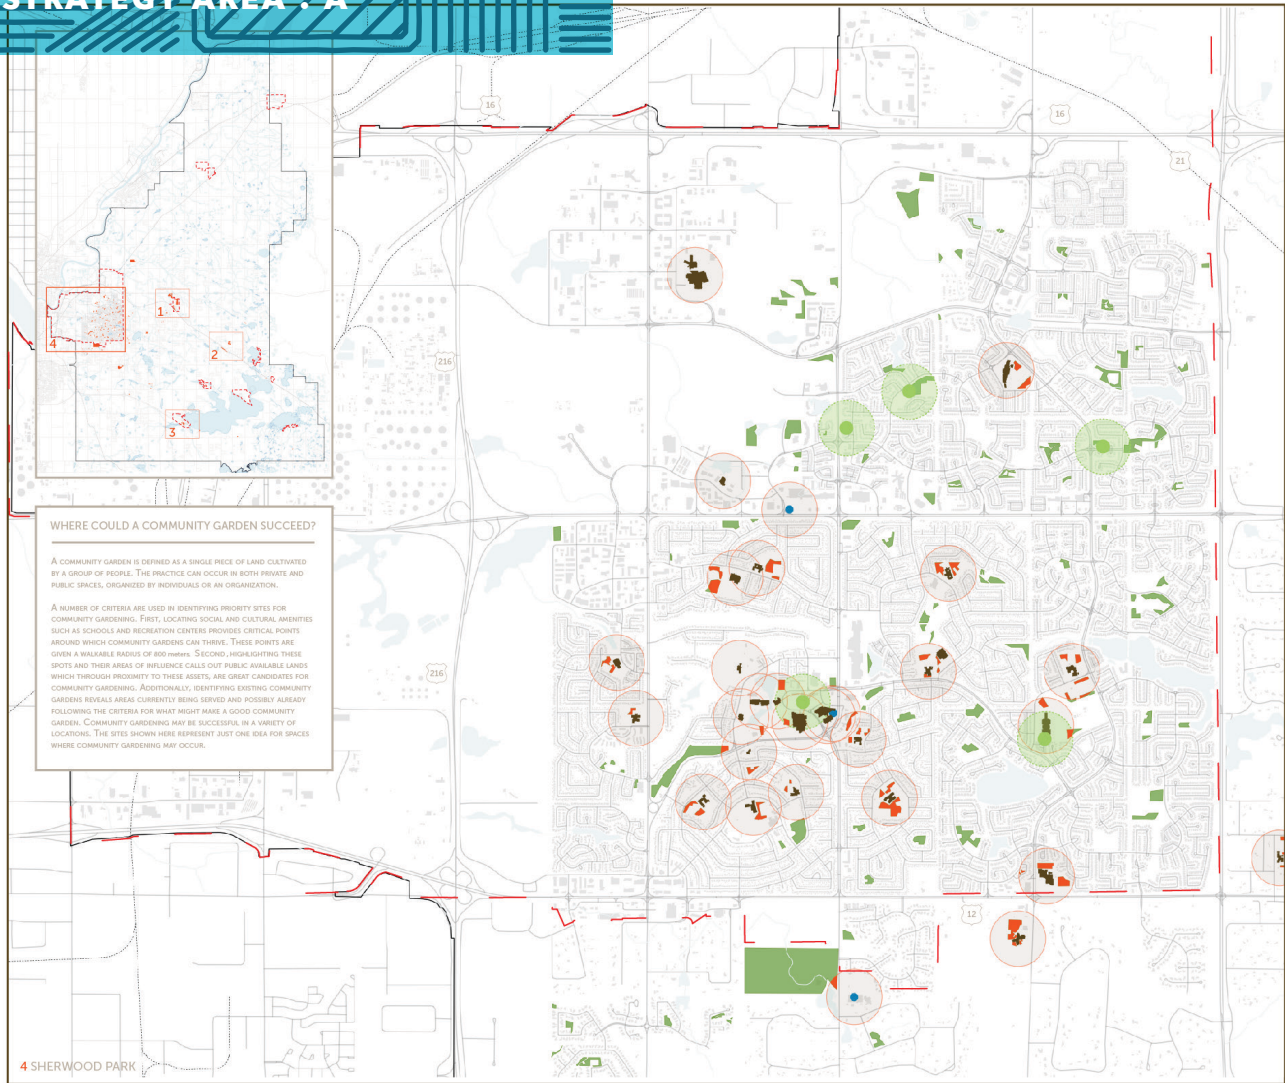 STRATEGY AREA : A
16
16
21
1
4
2
216
3
WHERE COULD A COMMUNITY GARDEN SUCCEED?
A COMMUNITY GARDEN IS DEFINED AS A SINGLE PIECE OF LAND CULTIVATED
BY A GROUP OF PEOPLE. THE PRACTICE CAN OCCUR IN BOTH PRIVATE AND
PUBLIC SPACES, ORGANIZED BY INDIVIDUALS OR AN ORGANIZATION.
A NUMBER OF CRITERIA ARE USED IN IDENTIFYING PRIORITY SITES FOR
COMMUNITY GARDENING. FIRST, LOCATING SOCIAL AND CULTURAL AMENITIES
SUCH AS SCHOOLS AND RECREATION CENTERS PROVIDES CRITICAL POINTS
AROUND WHICH COMMUNITY GARDENS CAN THRIVE. THESE POINTS ARE
GIVEN A WALKABLE RADIUS OF 800 meters. SECOND, HIGHLIGHTING THESE
SPOTS AND THEIR AREAS OF INFLUENCE CALLS OUT PUBLIC AVAILABLE LANDS
WHICH THROUGH PROXIMITY TO THESE ASSETS, ARE GREAT CANDIDATES FOR
COMMUNITY GARDENING. ADDITIONALLY, IDENTIFYING EXISTING COMMUNITY
GARDENS REVEALS AREAS CURRENTLY BEING SERVED AND POSSIBLY ALREADY
FOLLOWING THE CRITERIA FOR WHAT MIGHT MAKE A GOOD COMMUNITY
GARDEN. COMMUNITY GARDENING MAY BE SUCCESSFUL IN A VARIETY OF
LOCATIONS. THE SITES SHOWN HERE REPRESENT JUST ONE IDEA FOR SPACES
WHERE COMMUNITY GARDENING MAY OCCUR.
216
12
4 SHERWOOD PARK